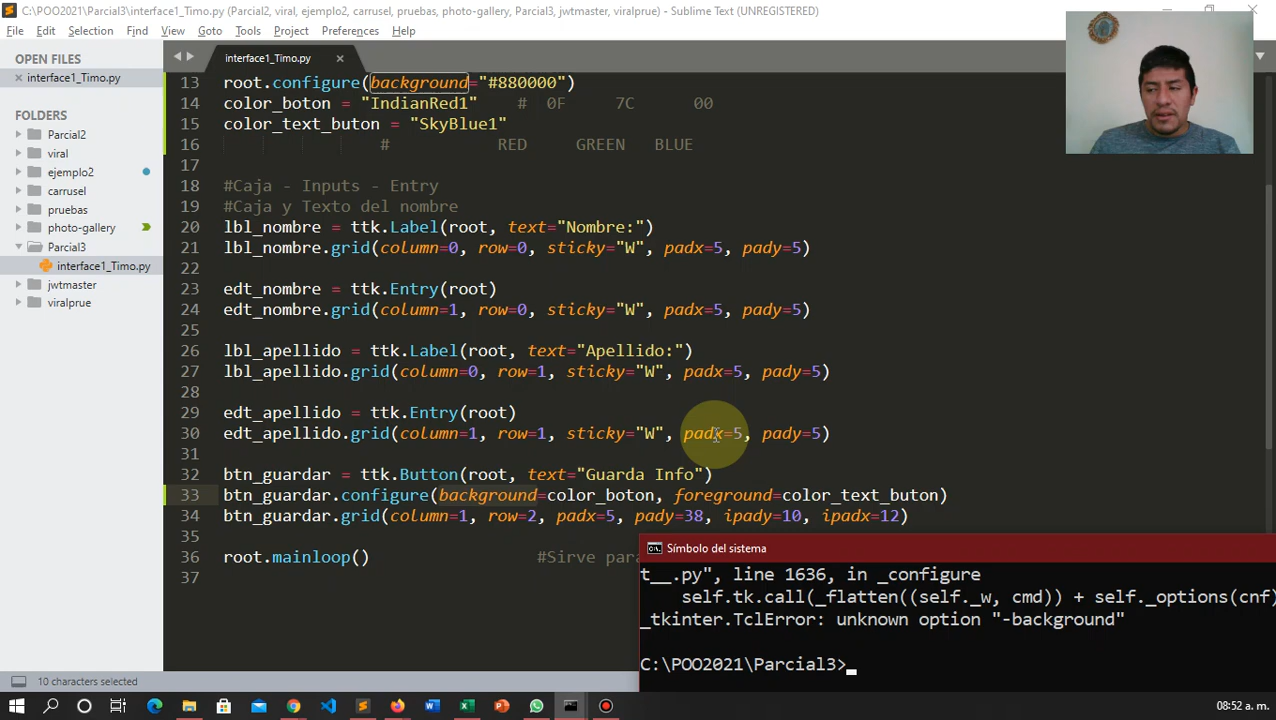 C:\POO2021\Parcial3\interface1_Timo.py (Parcial2, viral, ejemplo2, carrusel, pruebas, photo-gallery, Parcial3, jwtmaster, viralprue) - Sublime Text (UNREGISTERED)
File Edit Selection Find View Goto Tools Project Preferences Help
OPEN FILES
interface1_Timo.py
FOLDERS
Parcial2
viral
ejemplo2
carrusel
pruebas
photo-gallery
Parcial3
interface1_Timo.py
jwtmaster
viralprue
interface1_Timo.py
13 root.configure(background="#880000")
14 color_boton = "IndianRed1" # 0F 7C 00
15 color_text_buton = "SkyBlue1"
16 # RED GREEN BLUE
17
18 #Caja - Inputs - Entry
19 #Caja y Texto del nombre
20 lbl_nombre = ttk.Label(root, text="Nombre:")
21 lbl_nombre.grid(column=0, row=0, sticky="W", padx=5, pady=5)
22
23 edt_nombre = ttk.Entry(root)
24 edt_nombre.grid(column=1, row=0, sticky="W", padx=5, pady=5)
25
26 lbl_apellido = ttk.Label(root, text="Apellido:")
27 lbl_apellido.grid(column=0, row=1, sticky="W", padx=5, pady=5)
28
29 edt_apellido = ttk.Entry(root)
30 edt_apellido.grid(column=1, row=1, sticky="W", padx=5, pady=5)
31
32 btn_guardar = ttk.Button(root, text="Guarda Info")
33 btn_guardar.configure(background=color_boton, foreground=color_text_buton)
34 btn_guardar.grid(column=1, row=2, padx=5, pady=38, ipady=10, ipadx=12)
35
36 root.mainloop() #Sirve para
37
Símbolo del sistema
t__.py", line 1636, in _configure
self.tk.call(_flatten((self._w, cmd)) + self._options(cnf)
_tkinter.TclError: unknown option "-background"
C:\POO2021\Parcial3>
10 characters selected
08:52 a. m.